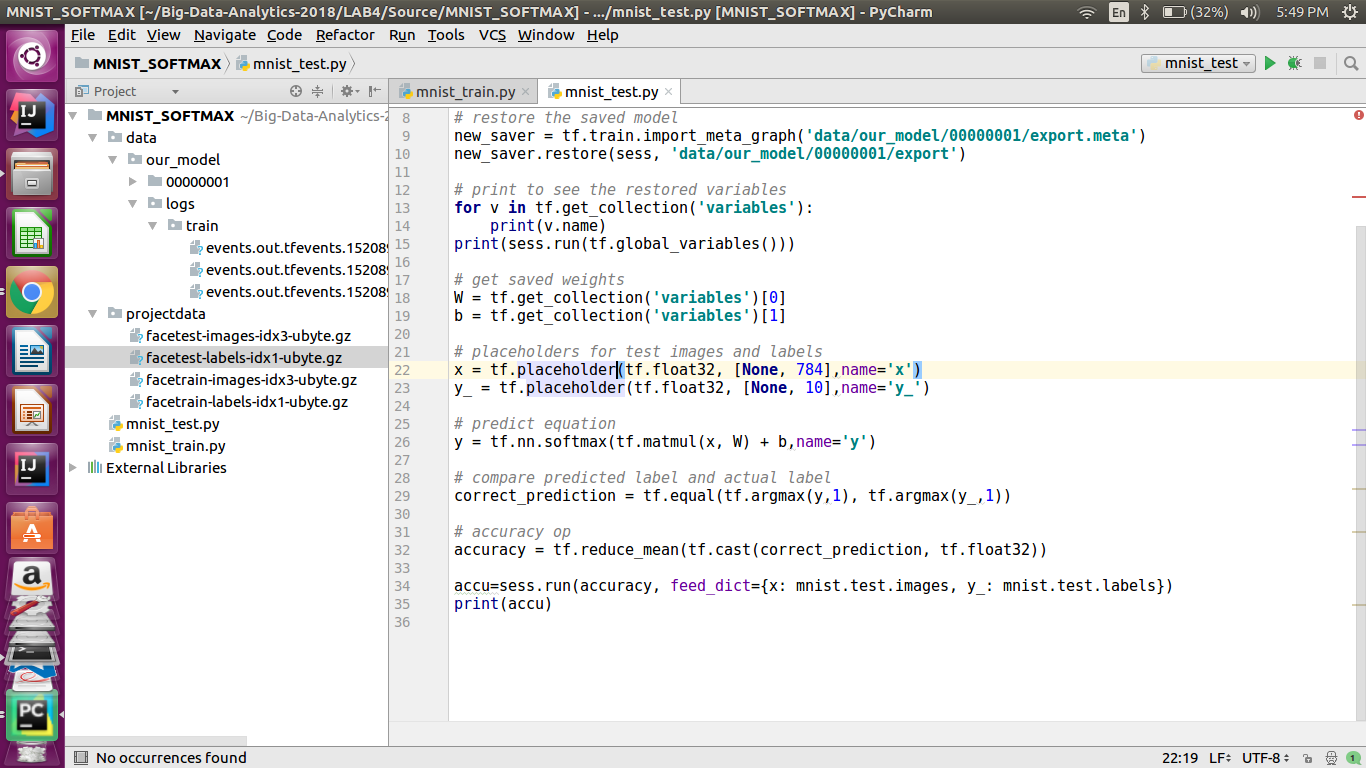 MNIST_SOFTMAX [~/Big-Data-Analytics-2018/LAB4/Source/MNIST_SOFTMAX] - .../mnist_test.py [MNIST_SOFTMAX] - PyCharm En (32%) 5:49 PM
File Edit View Navigate Code Refactor Run Tools VCS Window Help
MNIST_SOFTMAX mnist_test.py mnist_test
Project mnist_train.py mnist_test.py
MNIST_SOFTMAX ~/Big-Data-Analytics-2
data
our_model
00000001
logs
train
events.out.tfevents.15208
events.out.tfevents.15208
events.out.tfevents.15208
projectdata
facetest-images-idx3-ubyte.gz
facetest-labels-idx1-ubyte.gz
facetrain-images-idx3-ubyte.gz
facetrain-labels-idx1-ubyte.gz
mnist_test.py
mnist_train.py
External Libraries
8 # restore the saved model
9 new_saver = tf.train.import_meta_graph('data/our_model/00000001/export.meta')
10 new_saver.restore(sess, 'data/our_model/00000001/export')
11
12 # print to see the restored variables
13 for v in tf.get_collection('variables'):
14     print(v.name)
15 print(sess.run(tf.global_variables()))
16
17 # get saved weights
18 W = tf.get_collection('variables')[0]
19 b = tf.get_collection('variables')[1]
20
21 # placeholders for test images and labels
22 x = tf.placeholder(tf.float32, [None, 784],name='x')
23 y_ = tf.placeholder(tf.float32, [None, 10],name='y_')
24
25 # predict equation
26 y = tf.nn.softmax(tf.matmul(x, W) + b,name='y')
27
28 # compare predicted label and actual label
29 correct_prediction = tf.equal(tf.argmax(y,1), tf.argmax(y_,1))
30
31 # accuracy op
32 accuracy = tf.reduce_mean(tf.cast(correct_prediction, tf.float32))
33
34 accu=sess.run(accuracy, feed_dict={x: mnist.test.images, y_: mnist.test.labels})
35 print(accu)
36
IJ
IJ
A
a
PC
No occurrences found 22:19 LF UTF-8 1